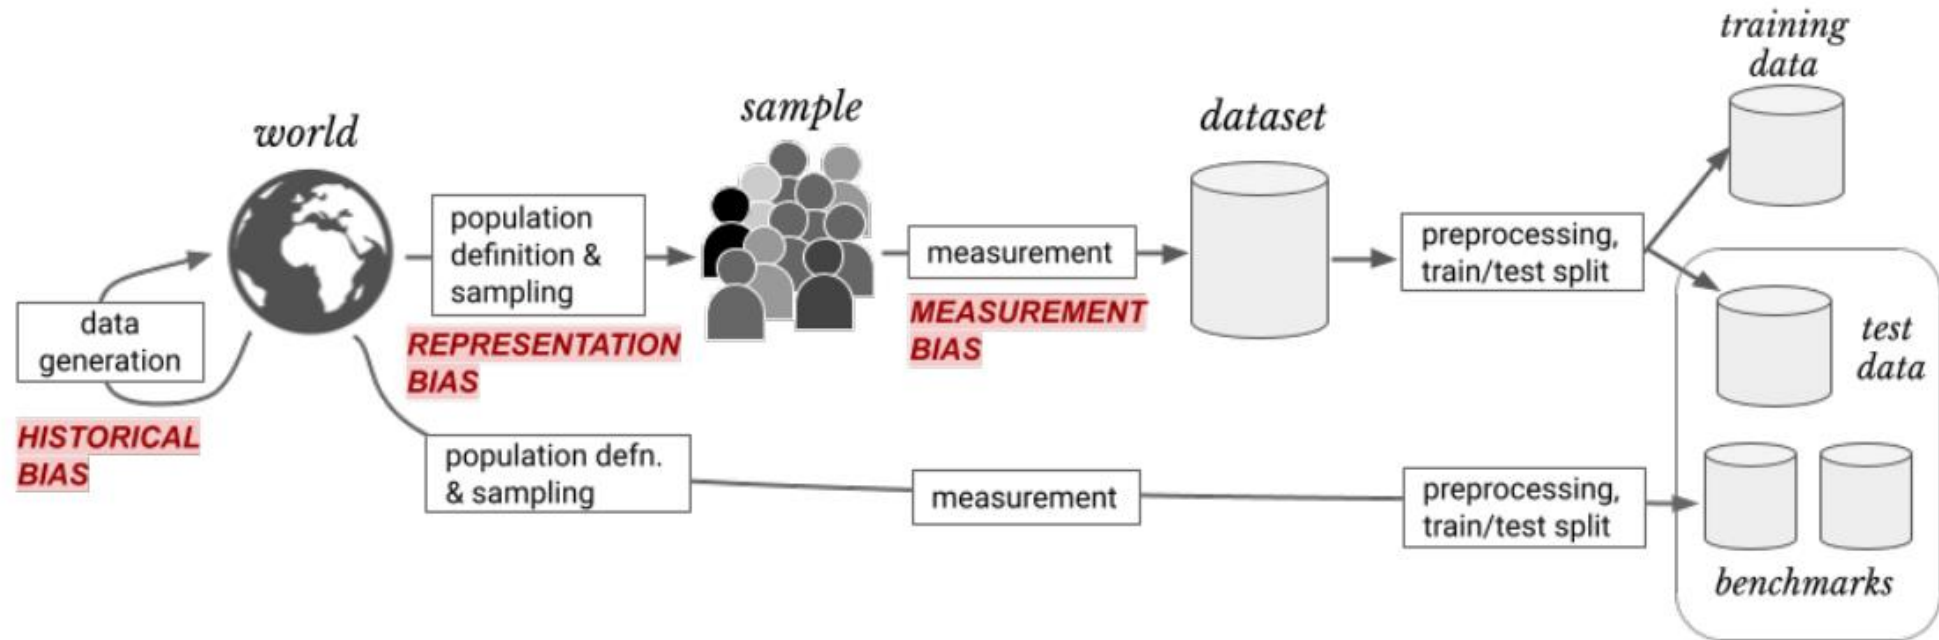 training
data
sample
dataset
world
population
definition &
sampling
preprocessing,
train/test split
measurement
MEASUREMENT
BIAS
data
generation
REPRESENTATION
BIAS
test
data
HISTORICAL
BIAS
population defn.
& sampling
measurement
preprocessing,
train/test split
benchmarks